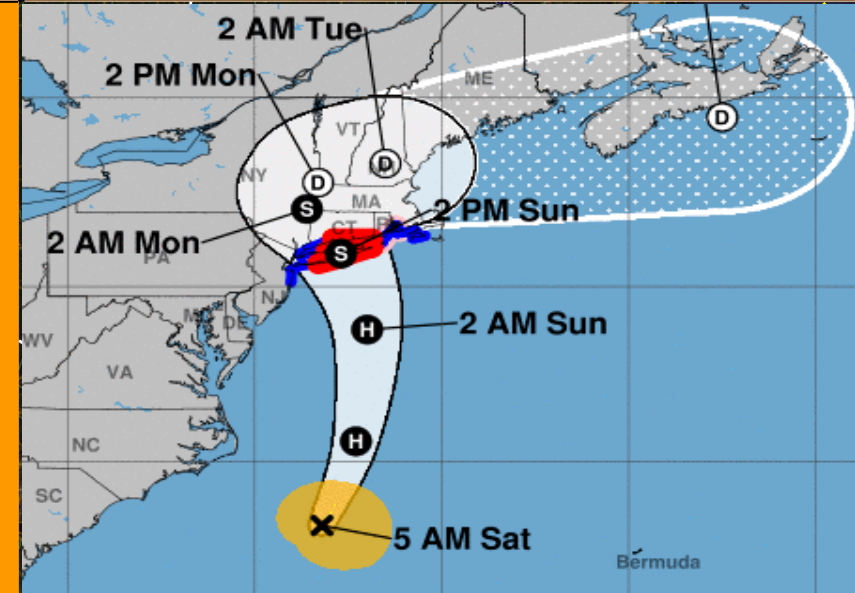 2 AM Tue
2 PM Mon
ME
VT
D
D
D
NY
MA
S
2 PM Sun
CT
2 AM Mon
PA
S
NJ
DE
H
2 AM Sun
WV
VA
H
NC
SC
5 AM Sat
Bermuda